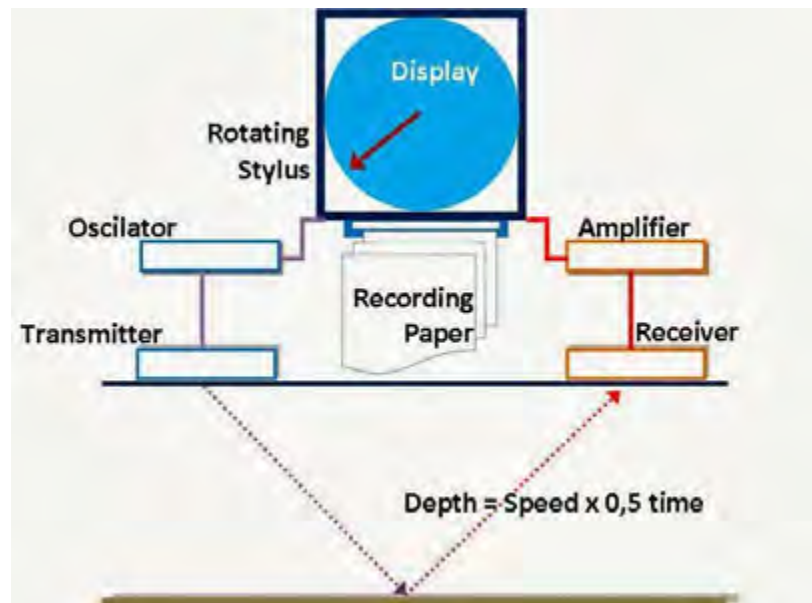 Display
Rotating
Stylus
Oscilator
Amplifier
Recording
Paper
Transmitter
Receiver
Depth = Speed x 0,5 time